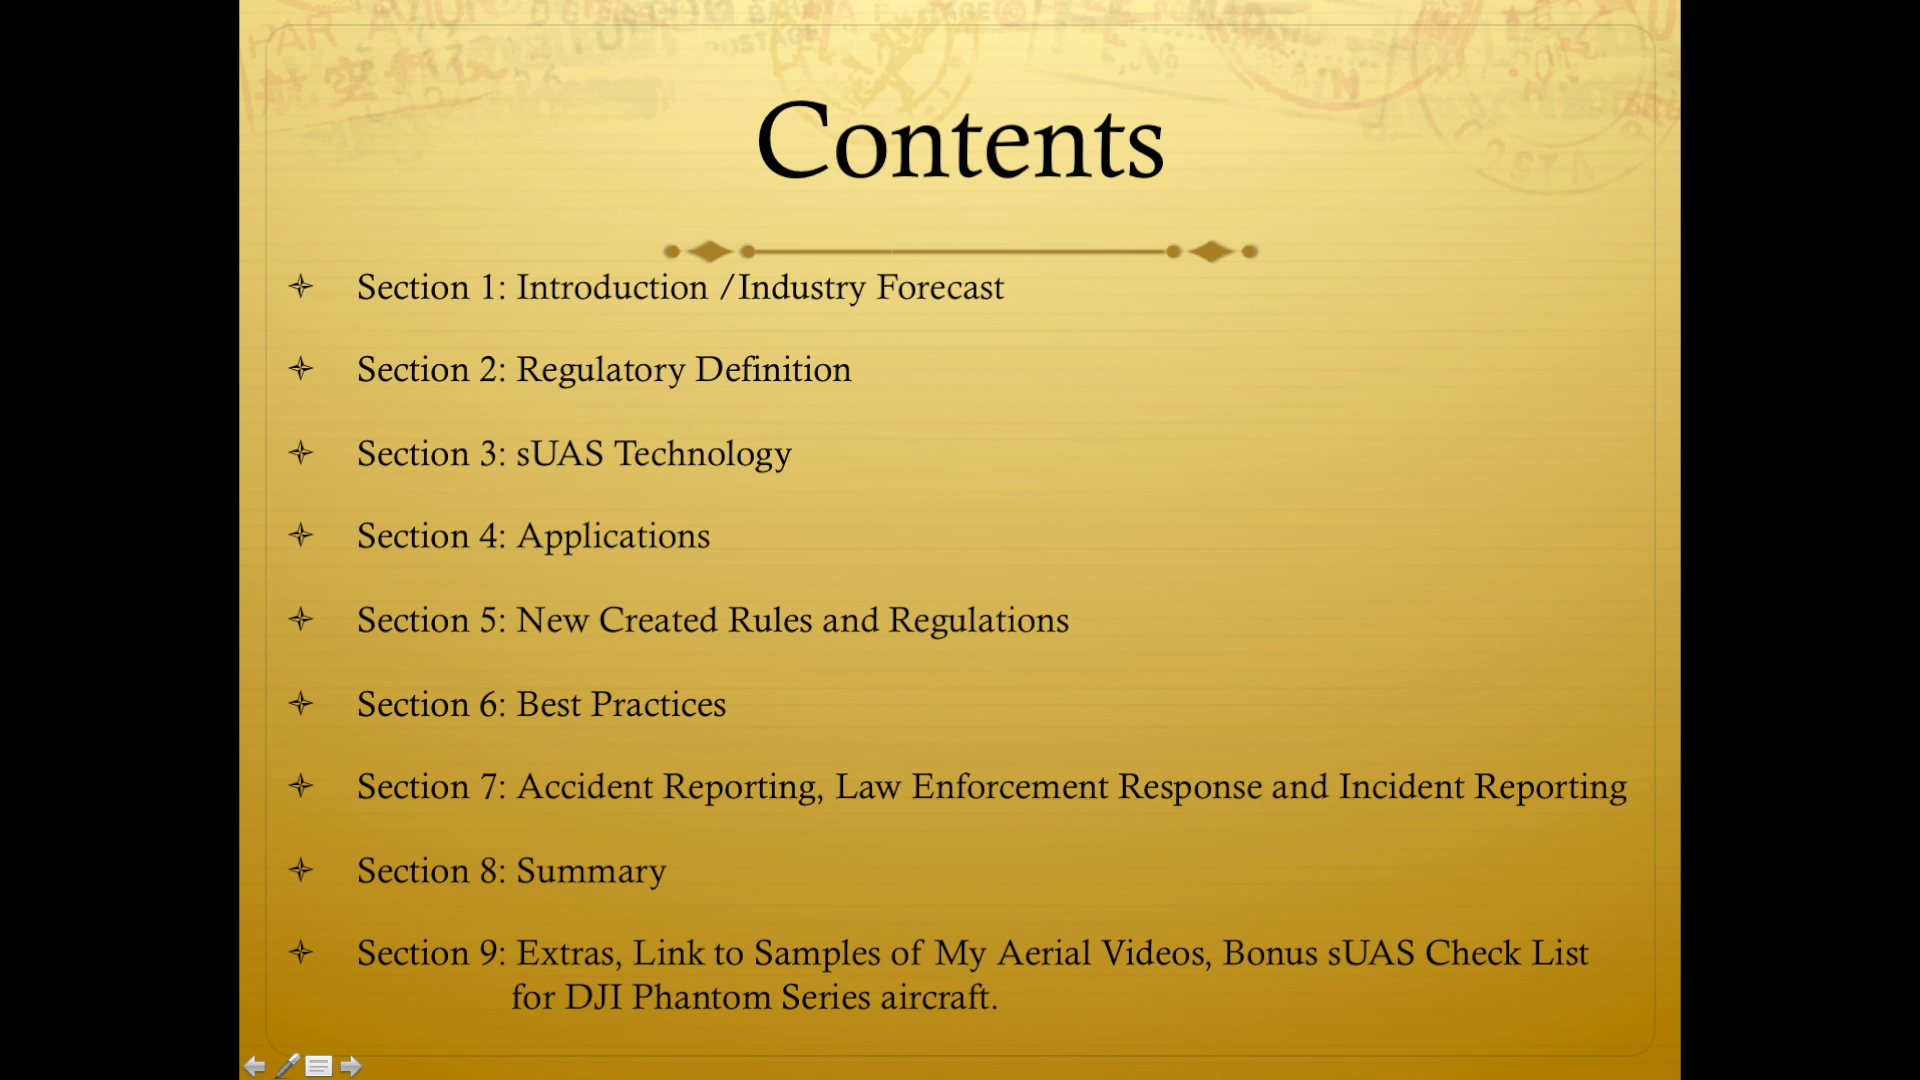 Contents
Section 1: Introduction /Industry Forecast
Section 2: Regulatory Definition
Section 3: sUAS Technology
Section 4: Applications
Section 5: New Created Rules and Regulations
Section 6: Best Practices
Section 7: Accident Reporting, Law Enforcement Response and Incident Reporting
Section 8: Summary
Section 9: Extras, Link to Samples of My Aerial Videos, Bonus sUAS Check List
for DJI Phantom Series aircraft.